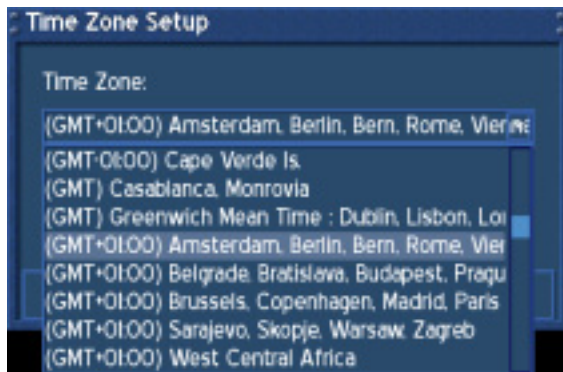 Time Zone Setup
Time Zone:
(GMT+01:00) Amsterdam, Berlin, Bern, Rome, Vienna
(GMT-01:00) Cape Verde Is.
(GMT) Casablanca, Monrovia
(GMT) Greenwich Mean Time : Dublin, Lisbon, Lo
(GMT+01:00) Amsterdam, Berlin, Bern, Rome, Vier
(GMT+01:00) Belgrade, Bratislava, Budapest, Pragu
(GMT+01:00) Brussels, Copenhagen, Madrid, Paris
(GMT+01:00) Sarajevo, Skopje, Warsaw, Zagreb
(GMT+01:00) West Central Africa